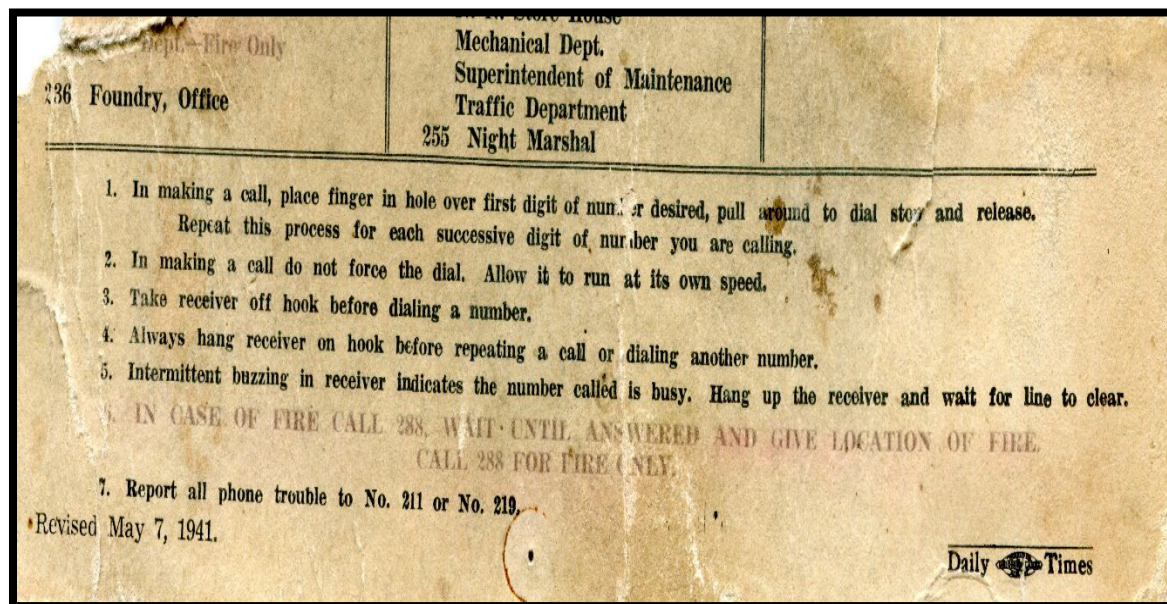 Dept.—Fire Only
236 Foundry, Office
Store House
Mechanical Dept.
Superintendent of Maintenance
Traffic Department
255 Night Marshal
1. In making a call, place finger in hole over first digit of number desired, pull around to dial stop and release.
Repeat this process for each successive digit of number you are calling.
2. In making a call do not force the dial. Allow it to run at its own speed.
3. Take receiver off hook before dialing a number.
4. Always hang receiver on hook before repeating a call or dialing another number.
5. Intermittent buzzing in receiver indicates the number called is busy. Hang up the receiver and wait for line to clear.
6. IN CASE OF FIRE CALL 288, WAIT UNTIL ANSWERED AND GIVE LOCATION OF FIRE.
CALL 288 FOR FIRE ONLY.
7. Report all phone trouble to No. 211 or No. 219.
Revised May 7, 1941.
Daily Times